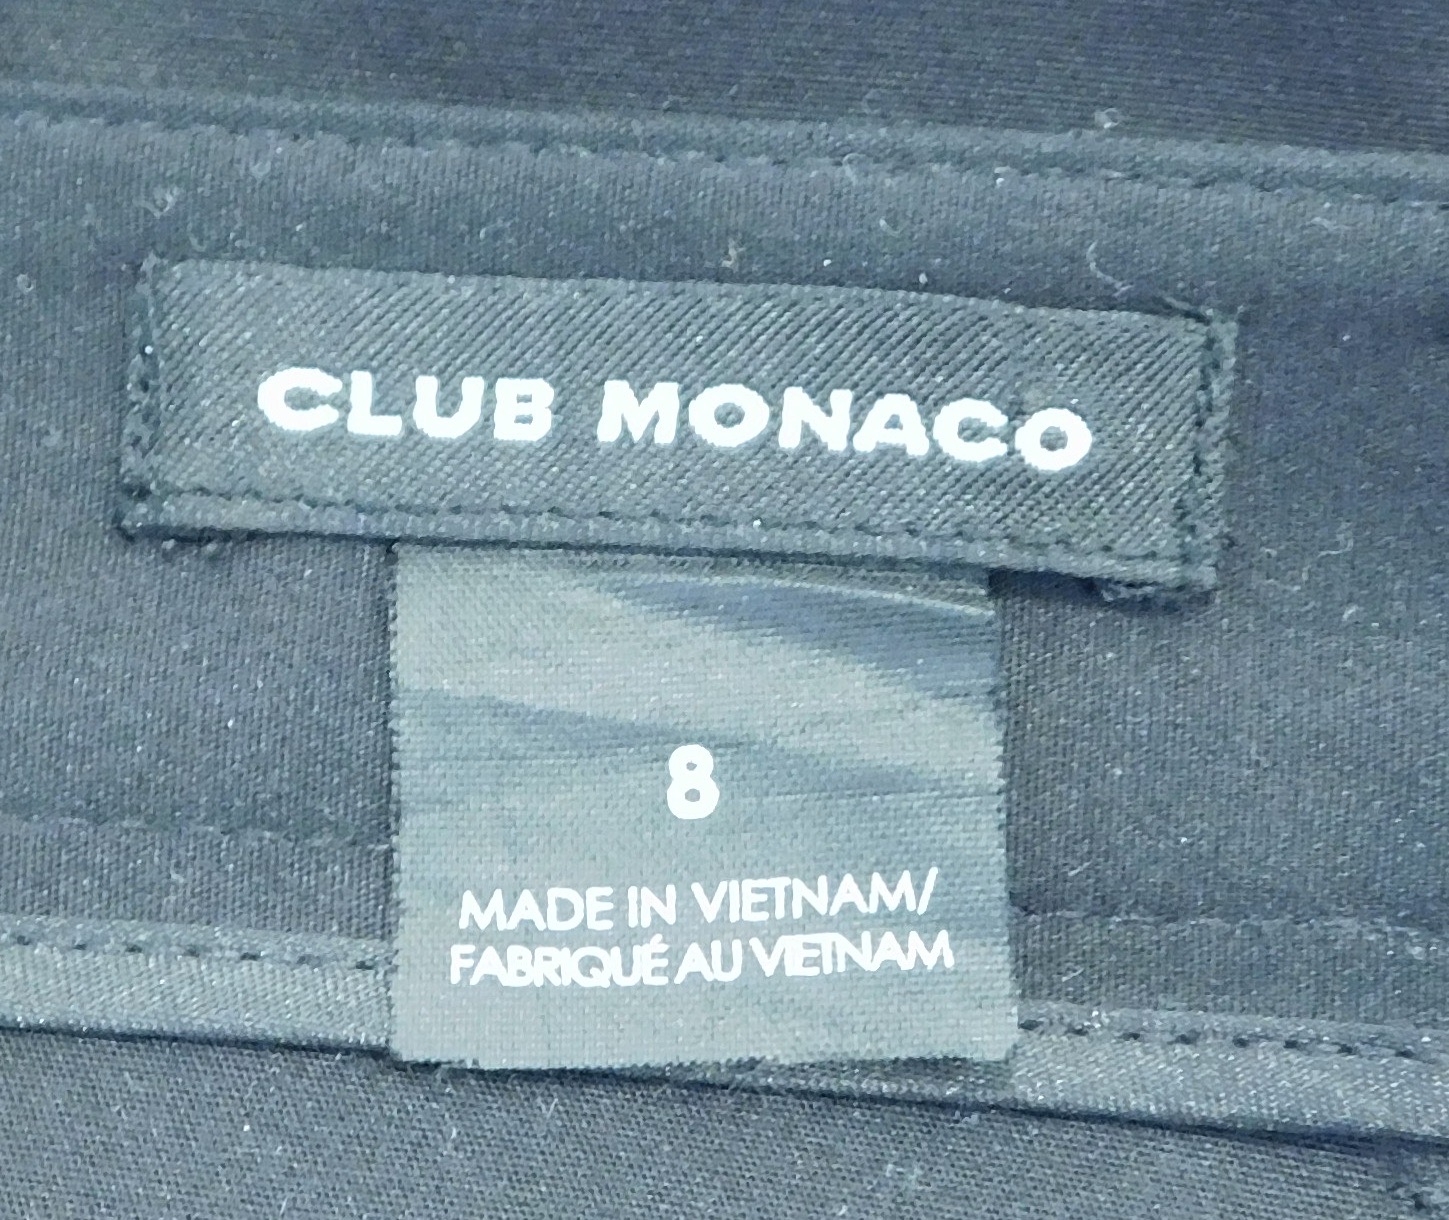 CLUB MONACO
8
MADE IN VIETNAM/
FABRIQUÉ AU VIETNAM